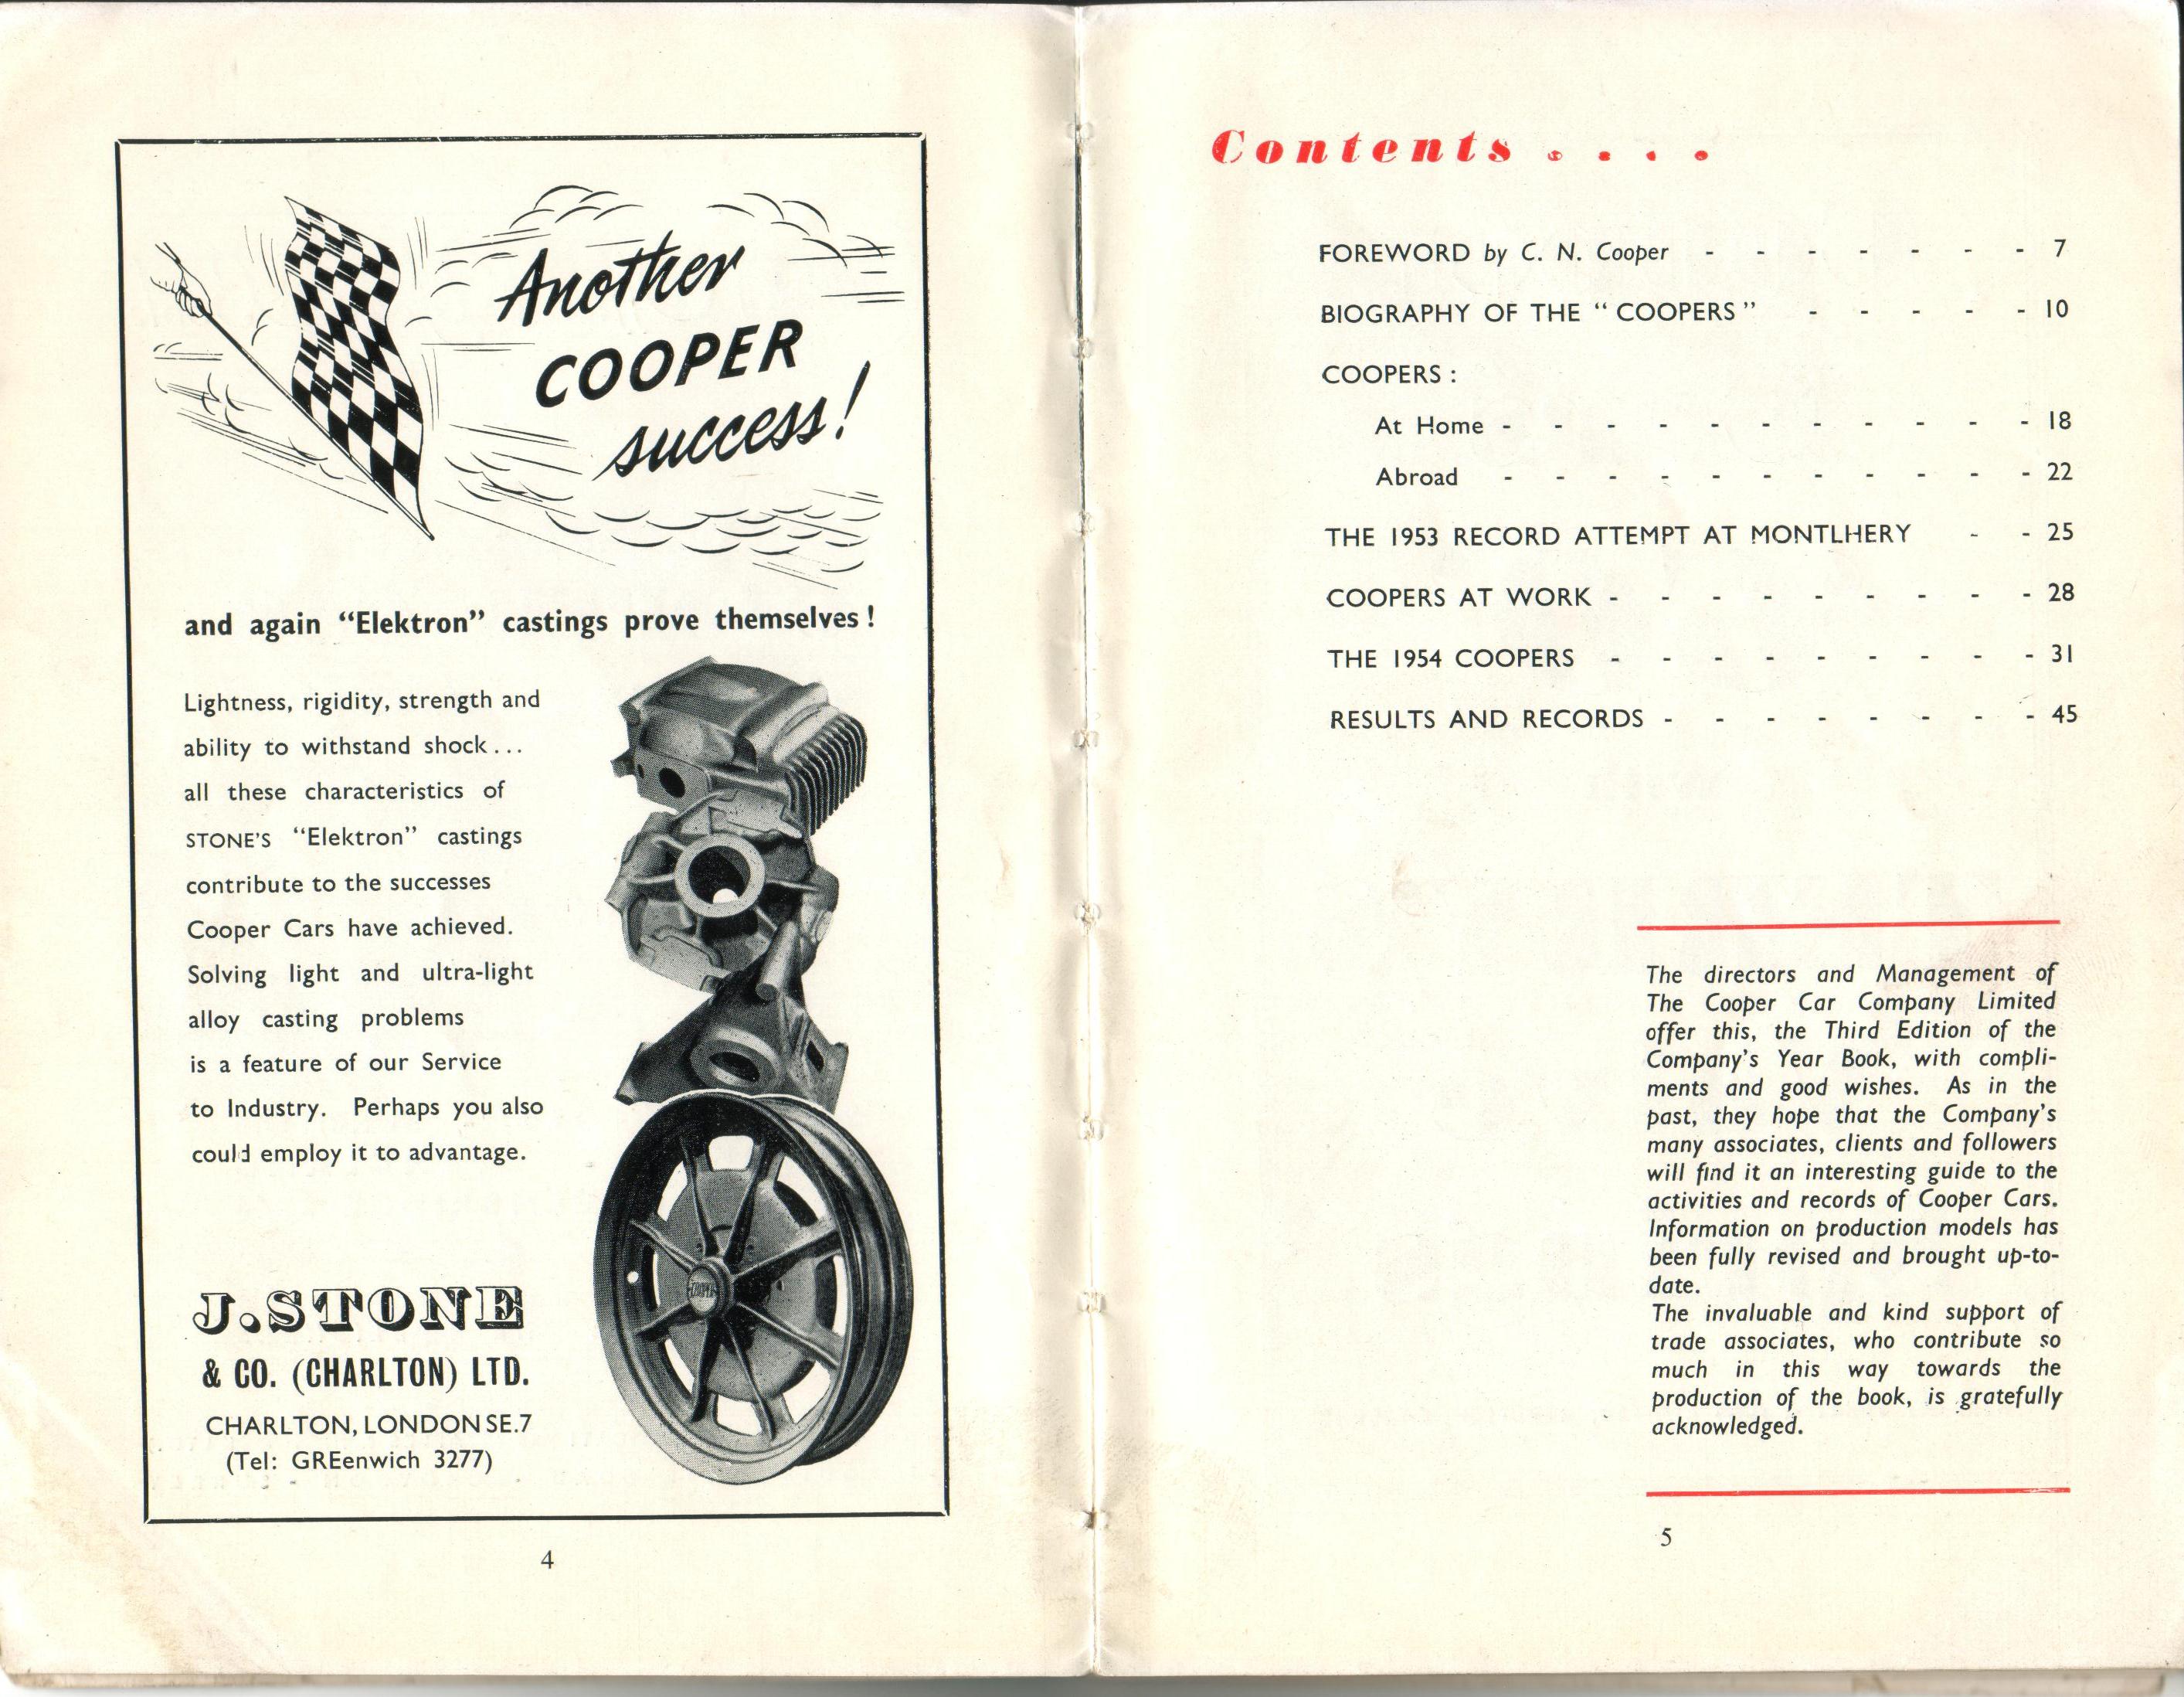 Another
COOPER
success!
and again “Elektron” castings prove themselves!
Lightness, rigidity, strength and
ability to withstand shock...
all these characteristics of
STONE'S “Elektron” castings
contribute to the successes
Cooper Cars have achieved.
Solving light and ultra-light
alloy casting problems
is a feature of our Service
to Industry. Perhaps you also
could employ it to advantage.
COOPER
J. STONE
& CO. (CHARLTON) LTD.
CHARLTON, LONDON SE.7
(Tel: GREenwich 3277)
4
Contents . . . .
FOREWORD by C. N. Cooper - - - - - - - 7
BIOGRAPHY OF THE “COOPERS” - - - - - 10
COOPERS :
At Home - - - - - - - - - - - 18
Abroad - - - - - - - - - - - 22
THE 1953 RECORD ATTEMPT AT MONTLHERY - - 25
COOPERS AT WORK - - - - - - - - - 28
THE 1954 COOPERS - - - - - - - - - 31
RESULTS AND RECORDS - - - - - - - - 45
The directors and Management of
The Cooper Car Company Limited
offer this, the Third Edition of the
Company's Year Book, with compli-
ments and good wishes. As in the
past, they hope that the Company's
many associates, clients and followers
will find it an interesting guide to the
activities and records of Cooper Cars.
Information on production models has
been fully revised and brought up-to-
date.
The invaluable and kind support of
trade associates, who contribute so
much in this way towards the
production of the book, is gratefully
acknowledged.
5